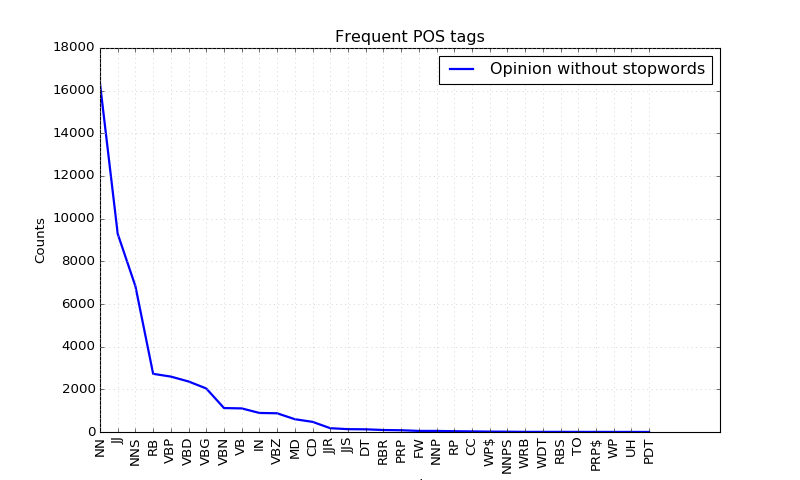 Frequent POS tags
Opinion without stopwords
18000
16000
14000
12000
10000
8000
6000
4000
2000
0
Counts
NN JJ NNS RB VBP VBD VBG VBN VB IN VBZ MD CD JJR JJS DT RBR PRP FW NNP RP CC WP$ NNPS WRB WDT RBS TO PRP$ WP UH PDT